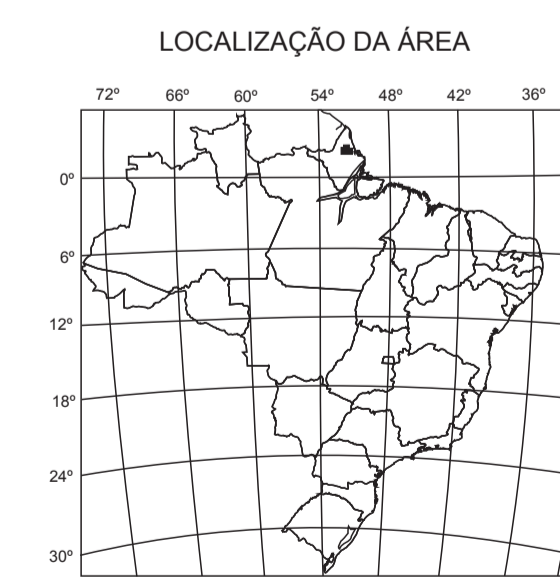 LOCALIZAÇÃO DA ÁREA
72º 66º 60º 54º 48º 42º 36º
0º
6º
12º
18º
24º
30º